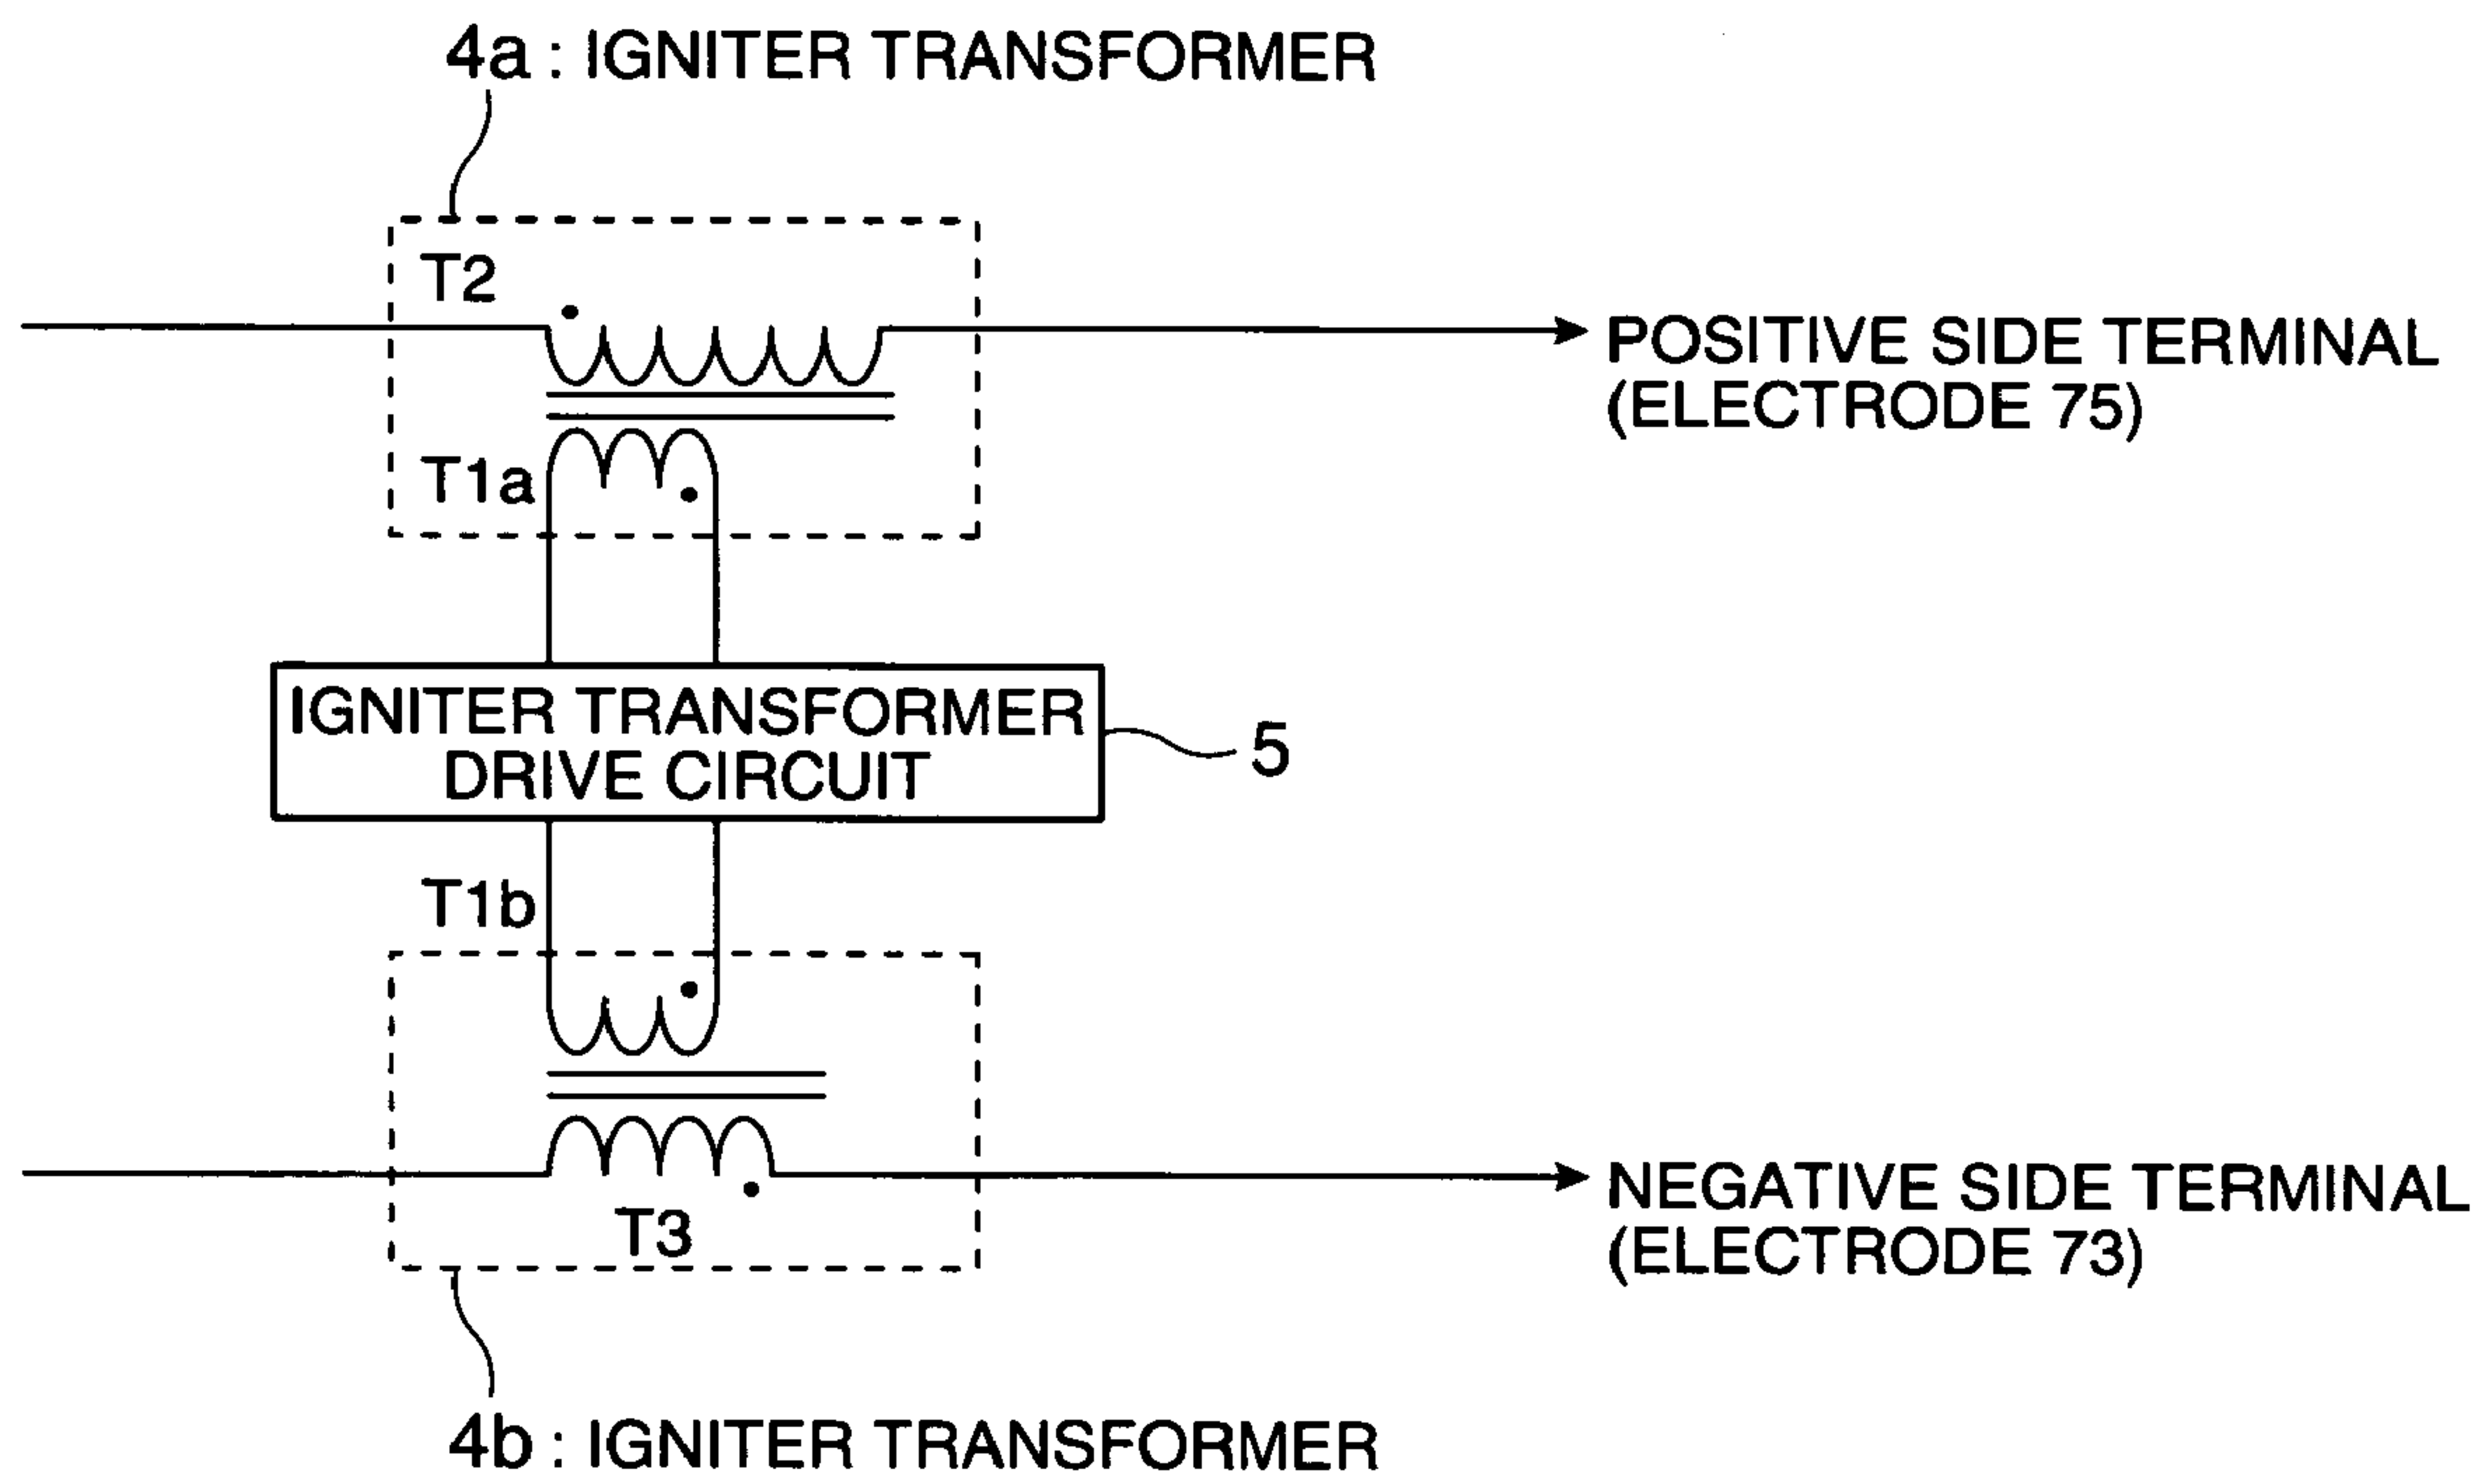 4a : IGNITER TRANSFORMER
T2
POSITIVE SIDE TERMINAL
(ELECTRODE 75)
T1a
IGNITER TRANSFORMER
DRIVE CIRCUIT
5
T1b
NEGATIVE SIDE TERMINAL
(ELECTRODE 73)
T3
4b : IGNITER TRANSFORMER